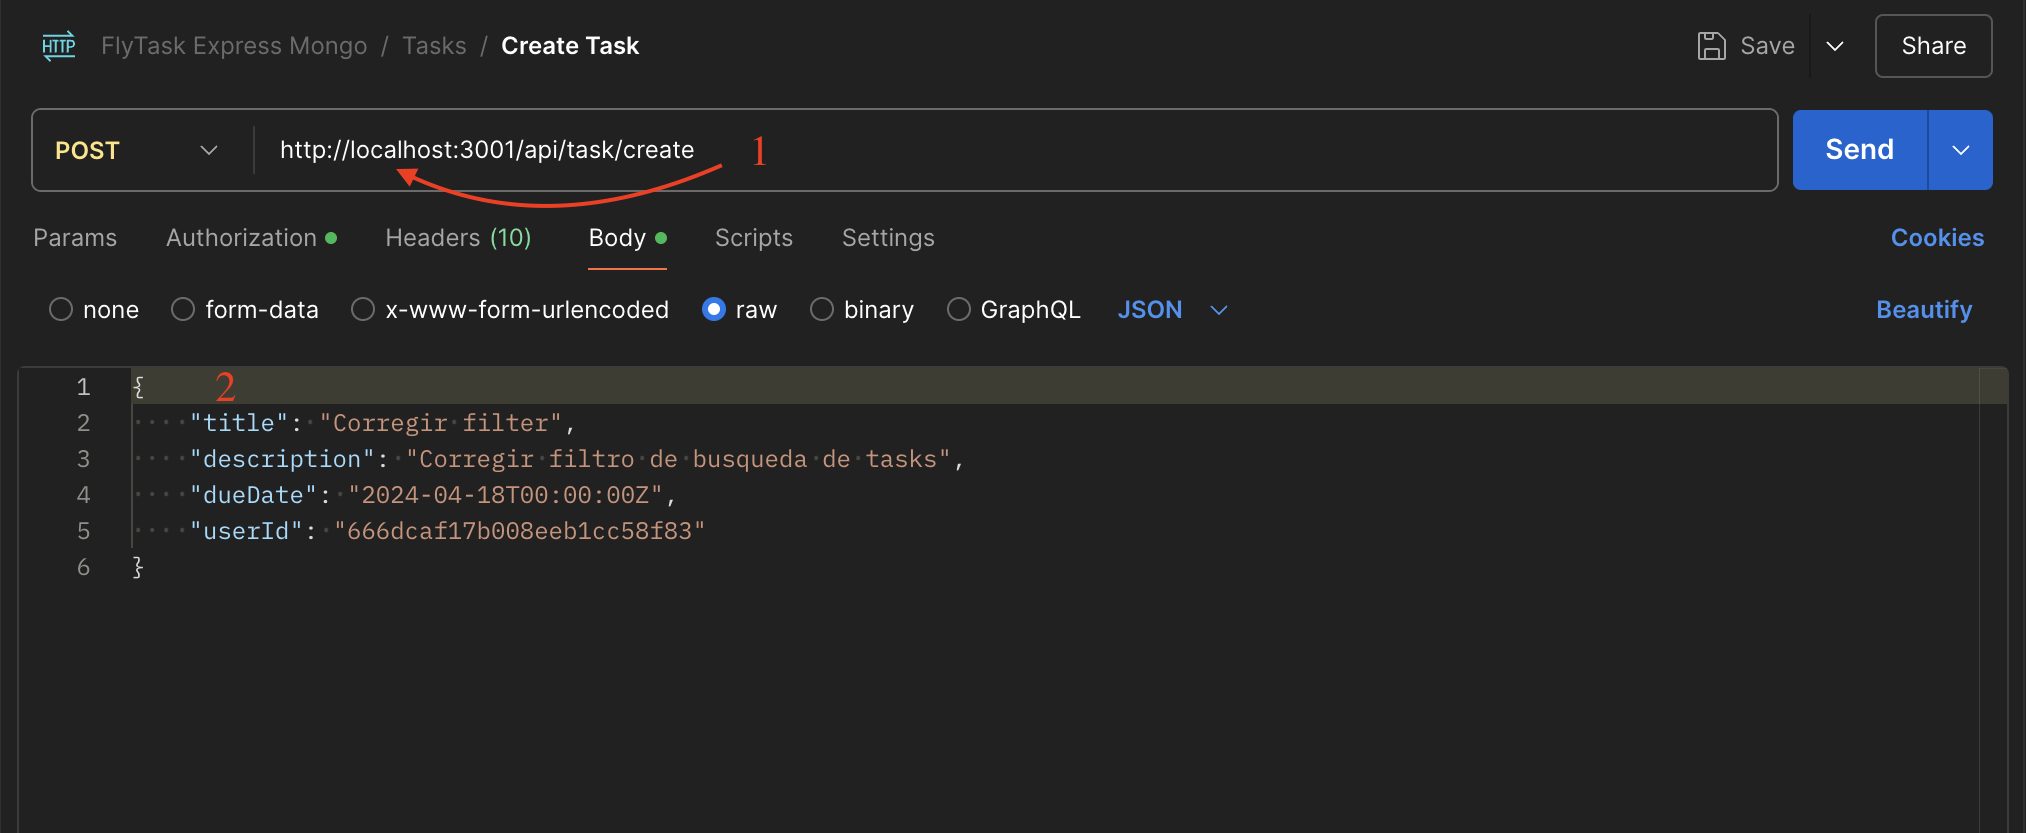 HTTP FlyTask Express Mongo / Tasks / Create Task Save Share
POST http://localhost:3001/api/task/create 1 Send
Params Authorization Headers (10) Body Scripts Settings Cookies
none form-data x-www-form-urlencoded raw binary GraphQL JSON Beautify
1 { 2
2 "title": "Corregir filter",
3 "description": "Corregir filtro de busqueda de tasks",
4 "dueDate": "2024-04-18T00:00:00Z",
5 "userId": "666dcaf17b008eeb1cc58f83"
6 }